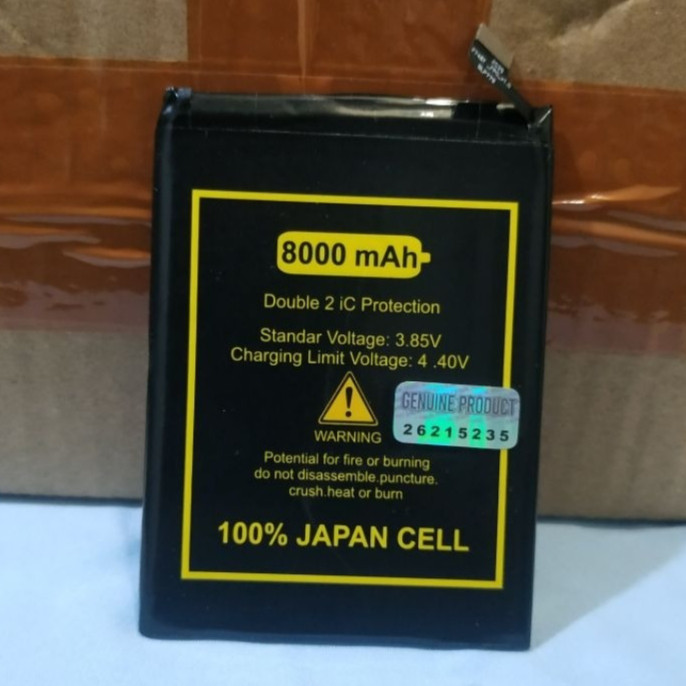 8000 mAh
Double 2 iC Protection
Standar Voltage: 3.85V
Charging Limit Voltage: 4 .40V
WARNING
GENUINE PRODUCT
26215235
Potential for fire or burning
do not disassemble.puncture.
crush.heat or burn
100% JAPAN CELL